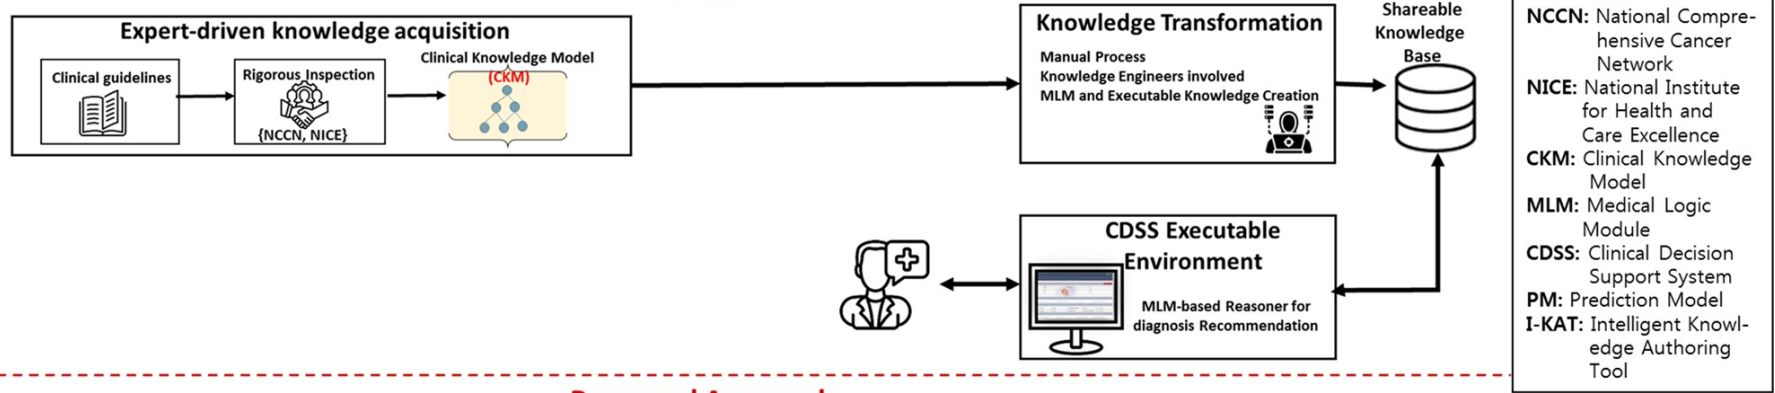 Expert-driven knowledge acquisition
Clinical guidelines
Rigorous Inspection
{NCCN, NICE}
Clinical Knowledge Model
(CKM)
Knowledge Transformation
Manual Process
Knowledge Engineers involved
MLM and Executable Knowledge Creation
Shareable
Knowledge
Base
CDSS Executable
Environment
MLM-based Reasoner for
diagnosis Recommendation
NCCN: National Compre-
hensive Cancer
Network
NICE: National Institute
for Health and
Care Excellence
CKM: Clinical Knowledge
Model
MLM: Medical Logic
Module
CDSS: Clinical Decision
Support System
PM: Prediction Model
I-KAT: Intelligent Knowl-
edge Authoring
Tool